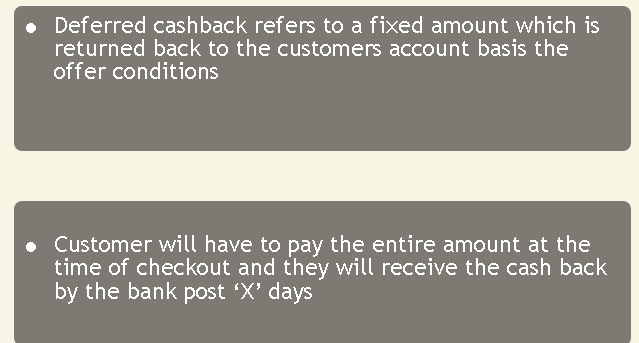 • Deferred cashback refers to a fixed amount which is
returned back to the customers account basis the
offer conditions
• Customer will have to pay the entire amount at the
time of checkout and they will receive the cash back
by the bank post ‘X’ days